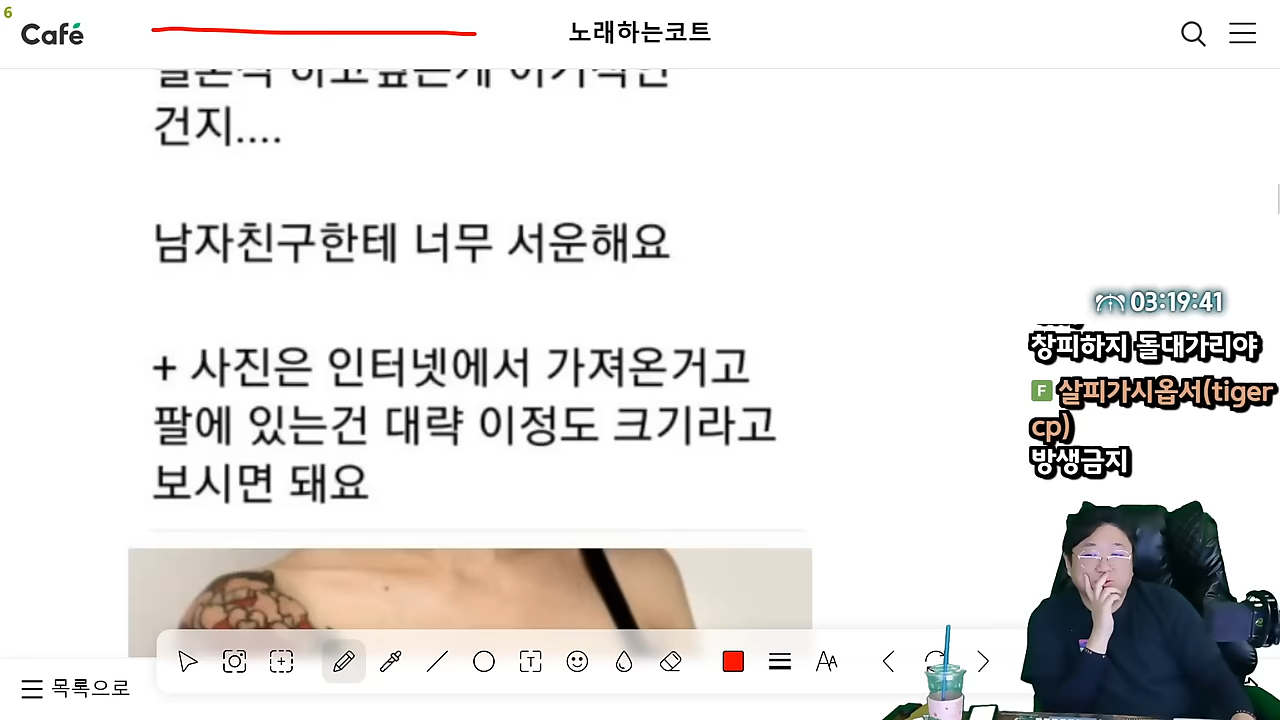 6
Café
노래하는코트
건지....
남자친구한테 너무 서운해요
+ 사진은 인터넷에서 가져온거고
팔에 있는건 대략 이정도 크기라고
보시면 돼요
03:19:41
창피하지 돌대가리야
F 살피가시옵서(tiger
cp)
방생금지
T
AA
목록으로